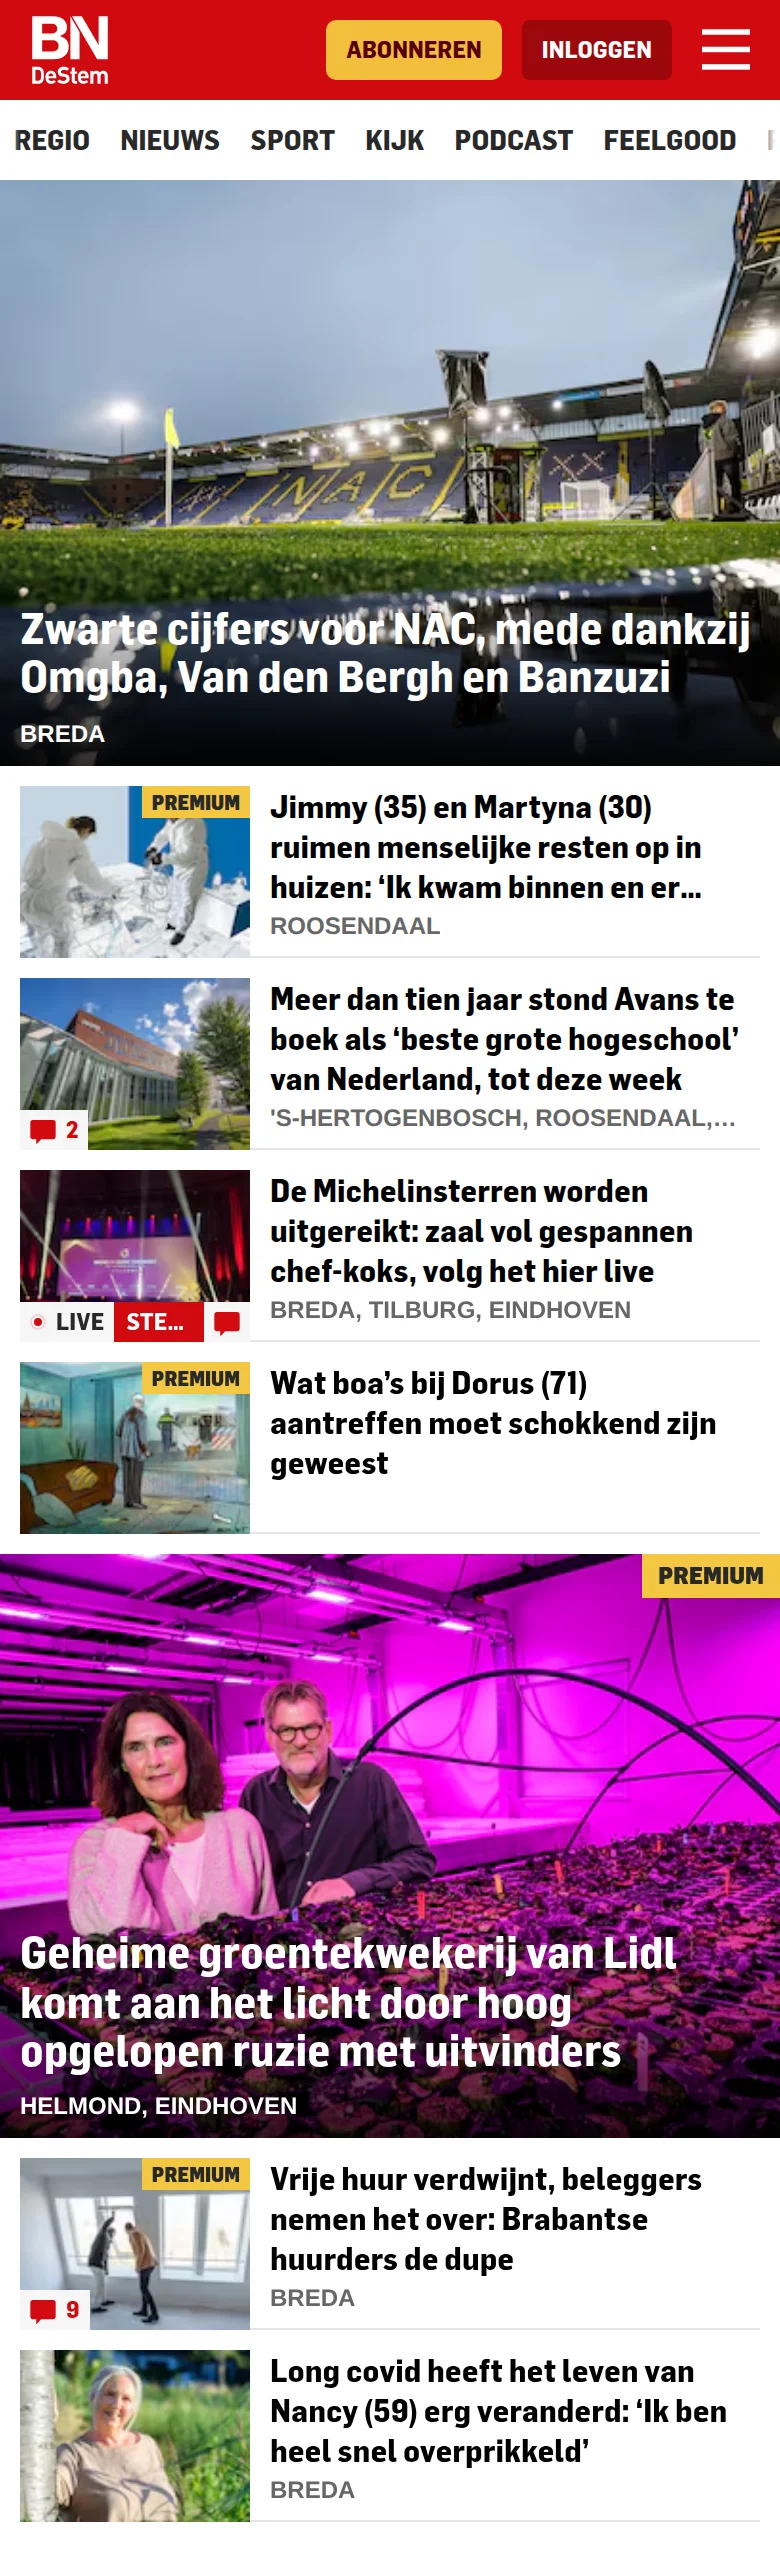 BN
DeStem
ABONNEREN
INLOGGEN
REGIO NIEUWS SPORT KIJK PODCAST FEELGOOD
NAC
Zwarte cijfers voor NAC, mede dankzij
Omgba, Van den Bergh en Banzuzi
BREDA
PREMIUM
Jimmy (35) en Martyna (30)
ruimen menselijke resten op in
huizen: ‘Ik kwam binnen en er...
ROOSENDAAL
Meer dan tien jaar stond Avans te
boek als ‘beste grote hogeschool’
van Nederland, tot deze week
'S-HERTOGENBOSCH, ROOSENDAAL,...
2
De Michelinsterren worden
uitgereikt: zaal vol gespannen
chef-koks, volg het hier live
BREDA, TILBURG, EINDHOVEN
LIVE STE...
PREMIUM
Wat boa’s bij Dorus (71)
aantreffen moet schokkend zijn
geweest
PREMIUM
Geheime groentekwekerij van Lidl
komt aan het licht door hoog
opgelopen ruzie met uitvinders
HELMOND, EINDHOVEN
PREMIUM
Vrije huur verdwijnt, beleggers
nemen het over: Brabantse
huurders de dupe
BREDA
9
Long covid heeft het leven van
Nancy (59) erg veranderd: ‘Ik ben
heel snel overprikkeld’
BREDA